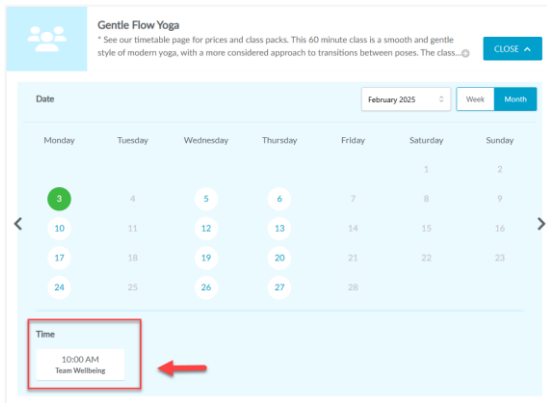 Gentle Flow Yoga
* See our timetable page for prices and class packs. This 60 minute class is a smooth and gentle
style of modern yoga, with a more considered approach to transitions between poses. The class...
CLOSE
Date
February 2025
Week
Month
Monday Tuesday Wednesday Thursday Friday Saturday Sunday
1 2
3 4 5 6 7 8 9
10 11 12 13 14 15 16
17 18 19 20 21 22 23
24 25 26 27 28
Time
10:00 AM
Team Wellbeing